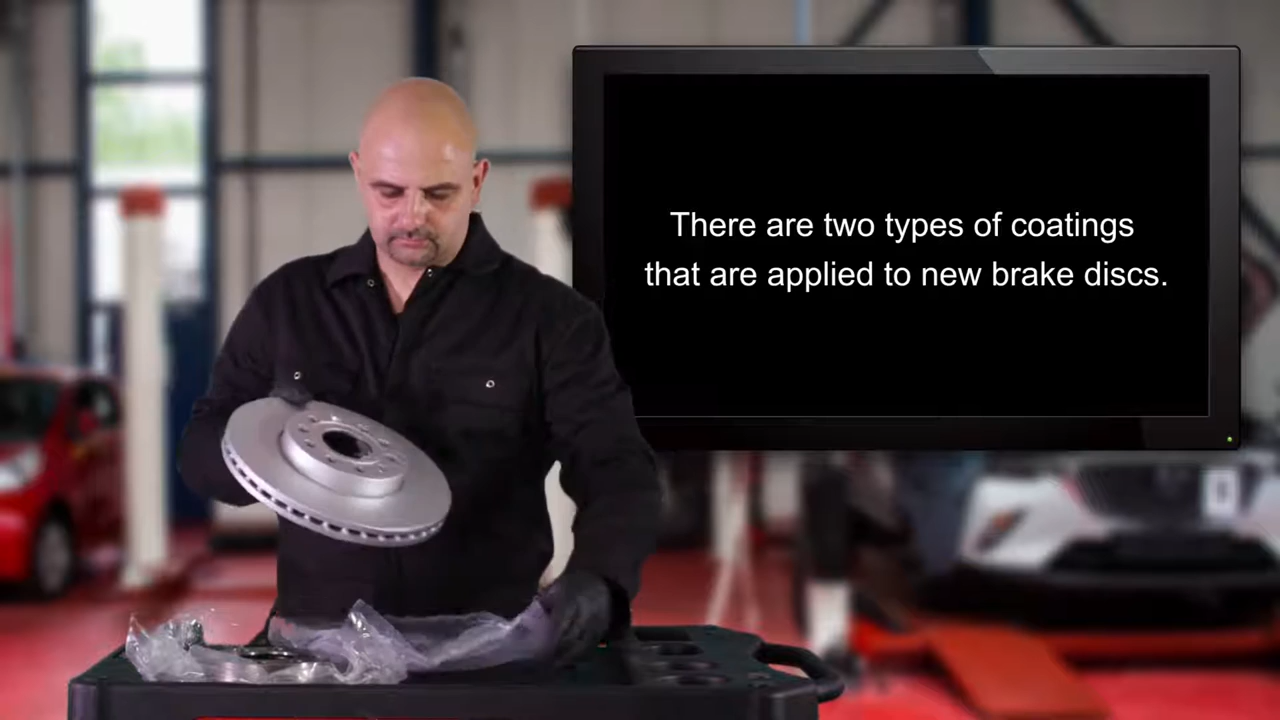 There are two types of coatings
that are applied to new brake discs.